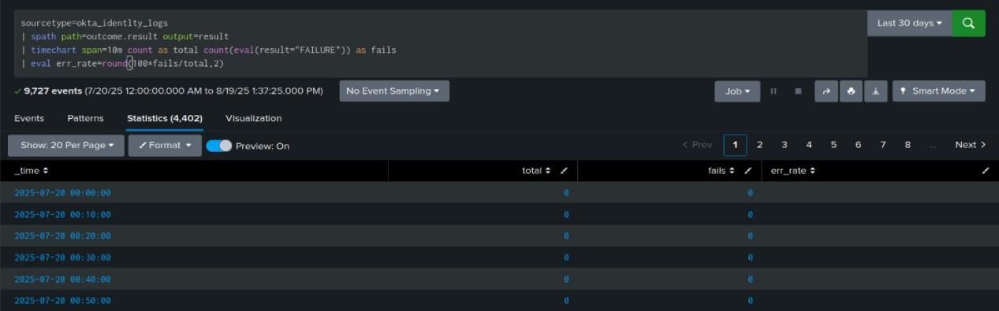 sourcetype=okta_identity_logs
| spath path=outcome.result output=result
| timechart span=10m count as total count(eval(result="FAILURE")) as fails
| eval err_rate=round(100*fails/total,2)
Last 30 days
9,727 events (7/20/25 12:00:00.000 AM to 8/19/25 1:37:25.000 PM)
No Event Sampling
Job
Smart Mode
Events Patterns Statistics (4,402) Visualization
Show: 20 Per Page Format Preview: On
< Prev 1 2 3 4 5 6 7 8 ... Next >
_time total fails err_rate
2025-07-20 00:00:00 0 0
2025-07-20 00:10:00 0 0
2025-07-20 00:20:00 0 0
2025-07-20 00:30:00 0 0
2025-07-20 00:40:00 0 0
2025-07-20 00:50:00 0 0